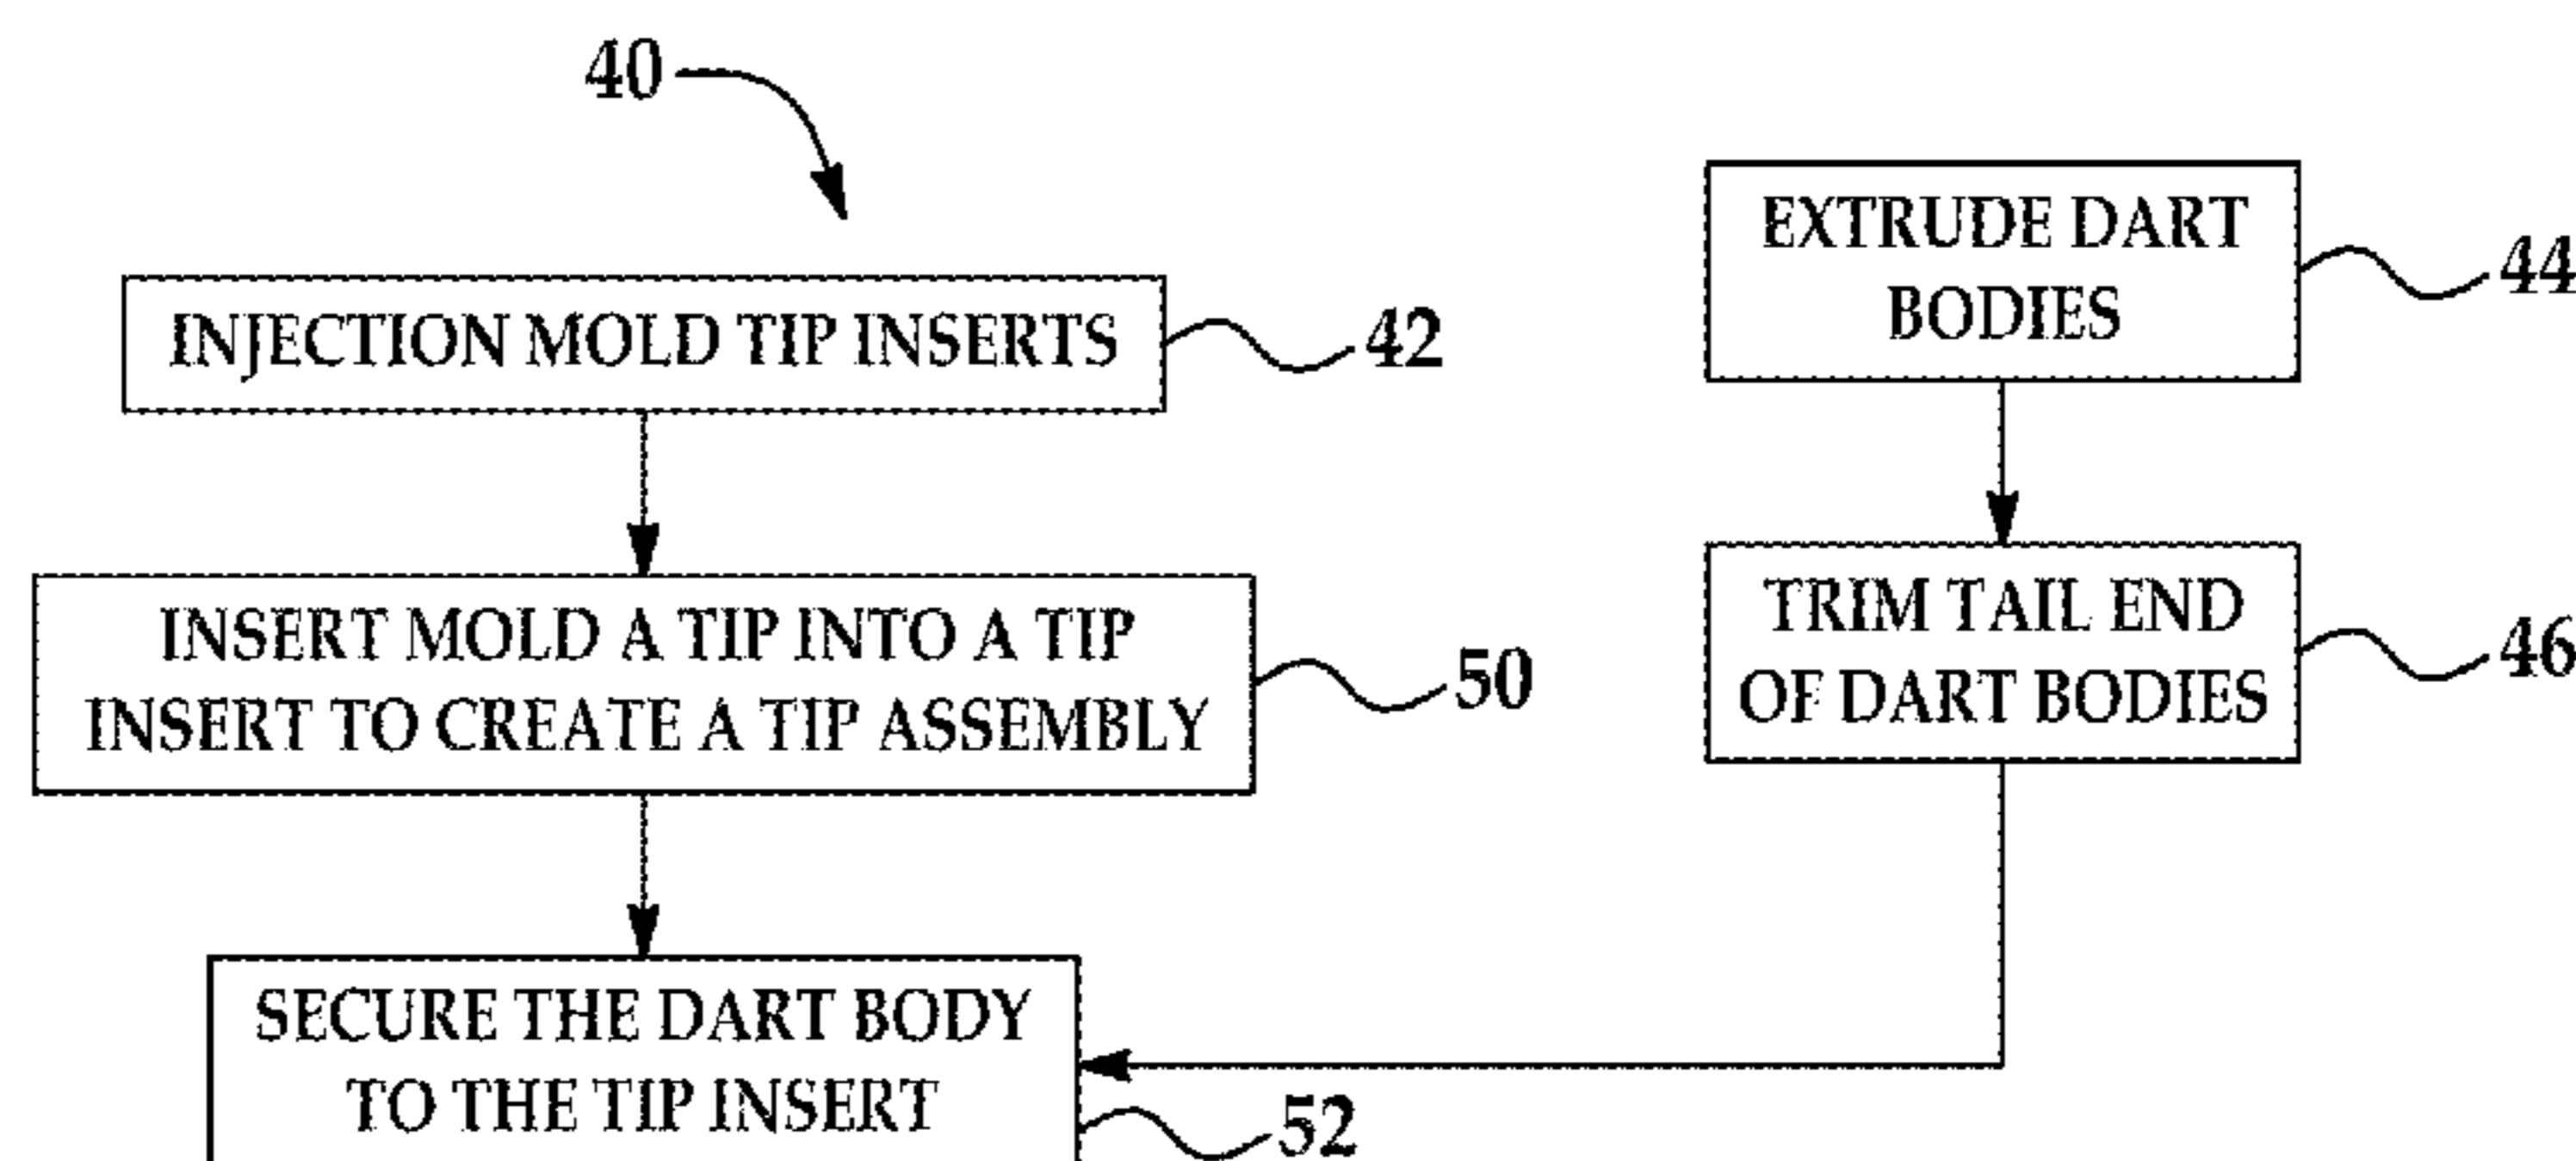 40
INJECTION MOLD TIP INSERTS
42
EXTRUDE DART
BODIES
44
INSERT MOLD A TIP INTO A TIP
INSERT TO CREATE A TIP ASSEMBLY
50
TRIM TAIL END
OF DART BODIES
46
SECURE THE DART BODY
TO THE TIP INSERT
52